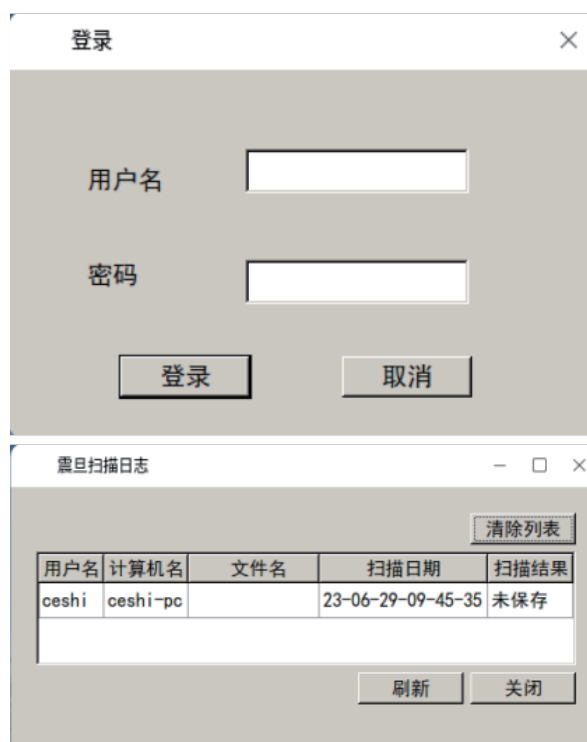 登录
用户名
密码
登录 取消
震旦扫描日志
清除列表
用户名 计算机名 文件名 扫描日期 扫描结果
ceshi ceshi-pc 23-06-29-09-45-35 未保存
刷新 关闭